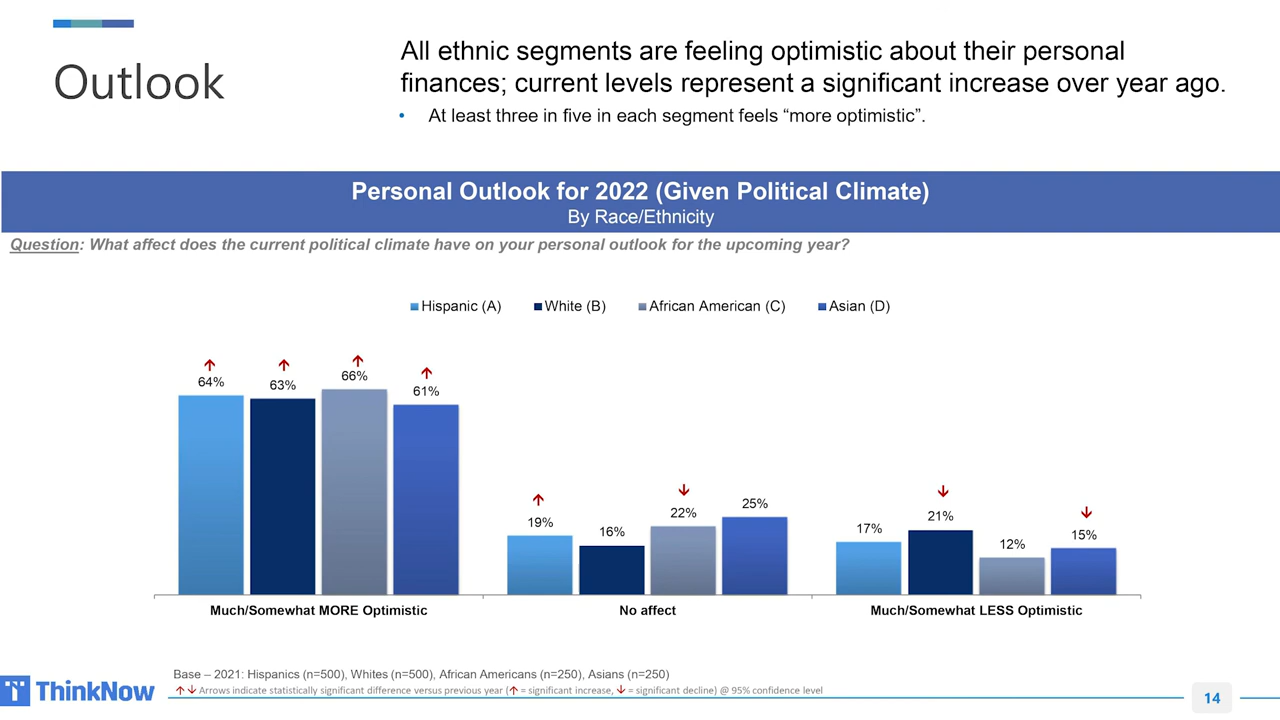 Outlook
All ethnic segments are feeling optimistic about their personal
finances; current levels represent a significant increase over year ago.
• At least three in five in each segment feels “more optimistic”.
Personal Outlook for 2022 (Given Political Climate)
By Race/Ethnicity
Question: What affect does the current political climate have on your personal outlook for the upcoming year?
Hispanic (A) White (B) African American (C) Asian (D)
↑ ↑ ↑ ↑
64% 63% 66% 61%
↑ ↓
19% 16% 22% 25%
↓ ↓
17% 21% 12% 15%
Much/Somewhat MORE Optimistic No affect Much/Somewhat LESS Optimistic
Base – 2021: Hispanics (n=500), Whites (n=500), African Americans (n=250), Asians (n=250)
↑↓ Arrows indicate statistically significant difference versus previous year (↑ = significant increase, ↓ = significant decline) @ 95% confidence level
ThinkNow
14